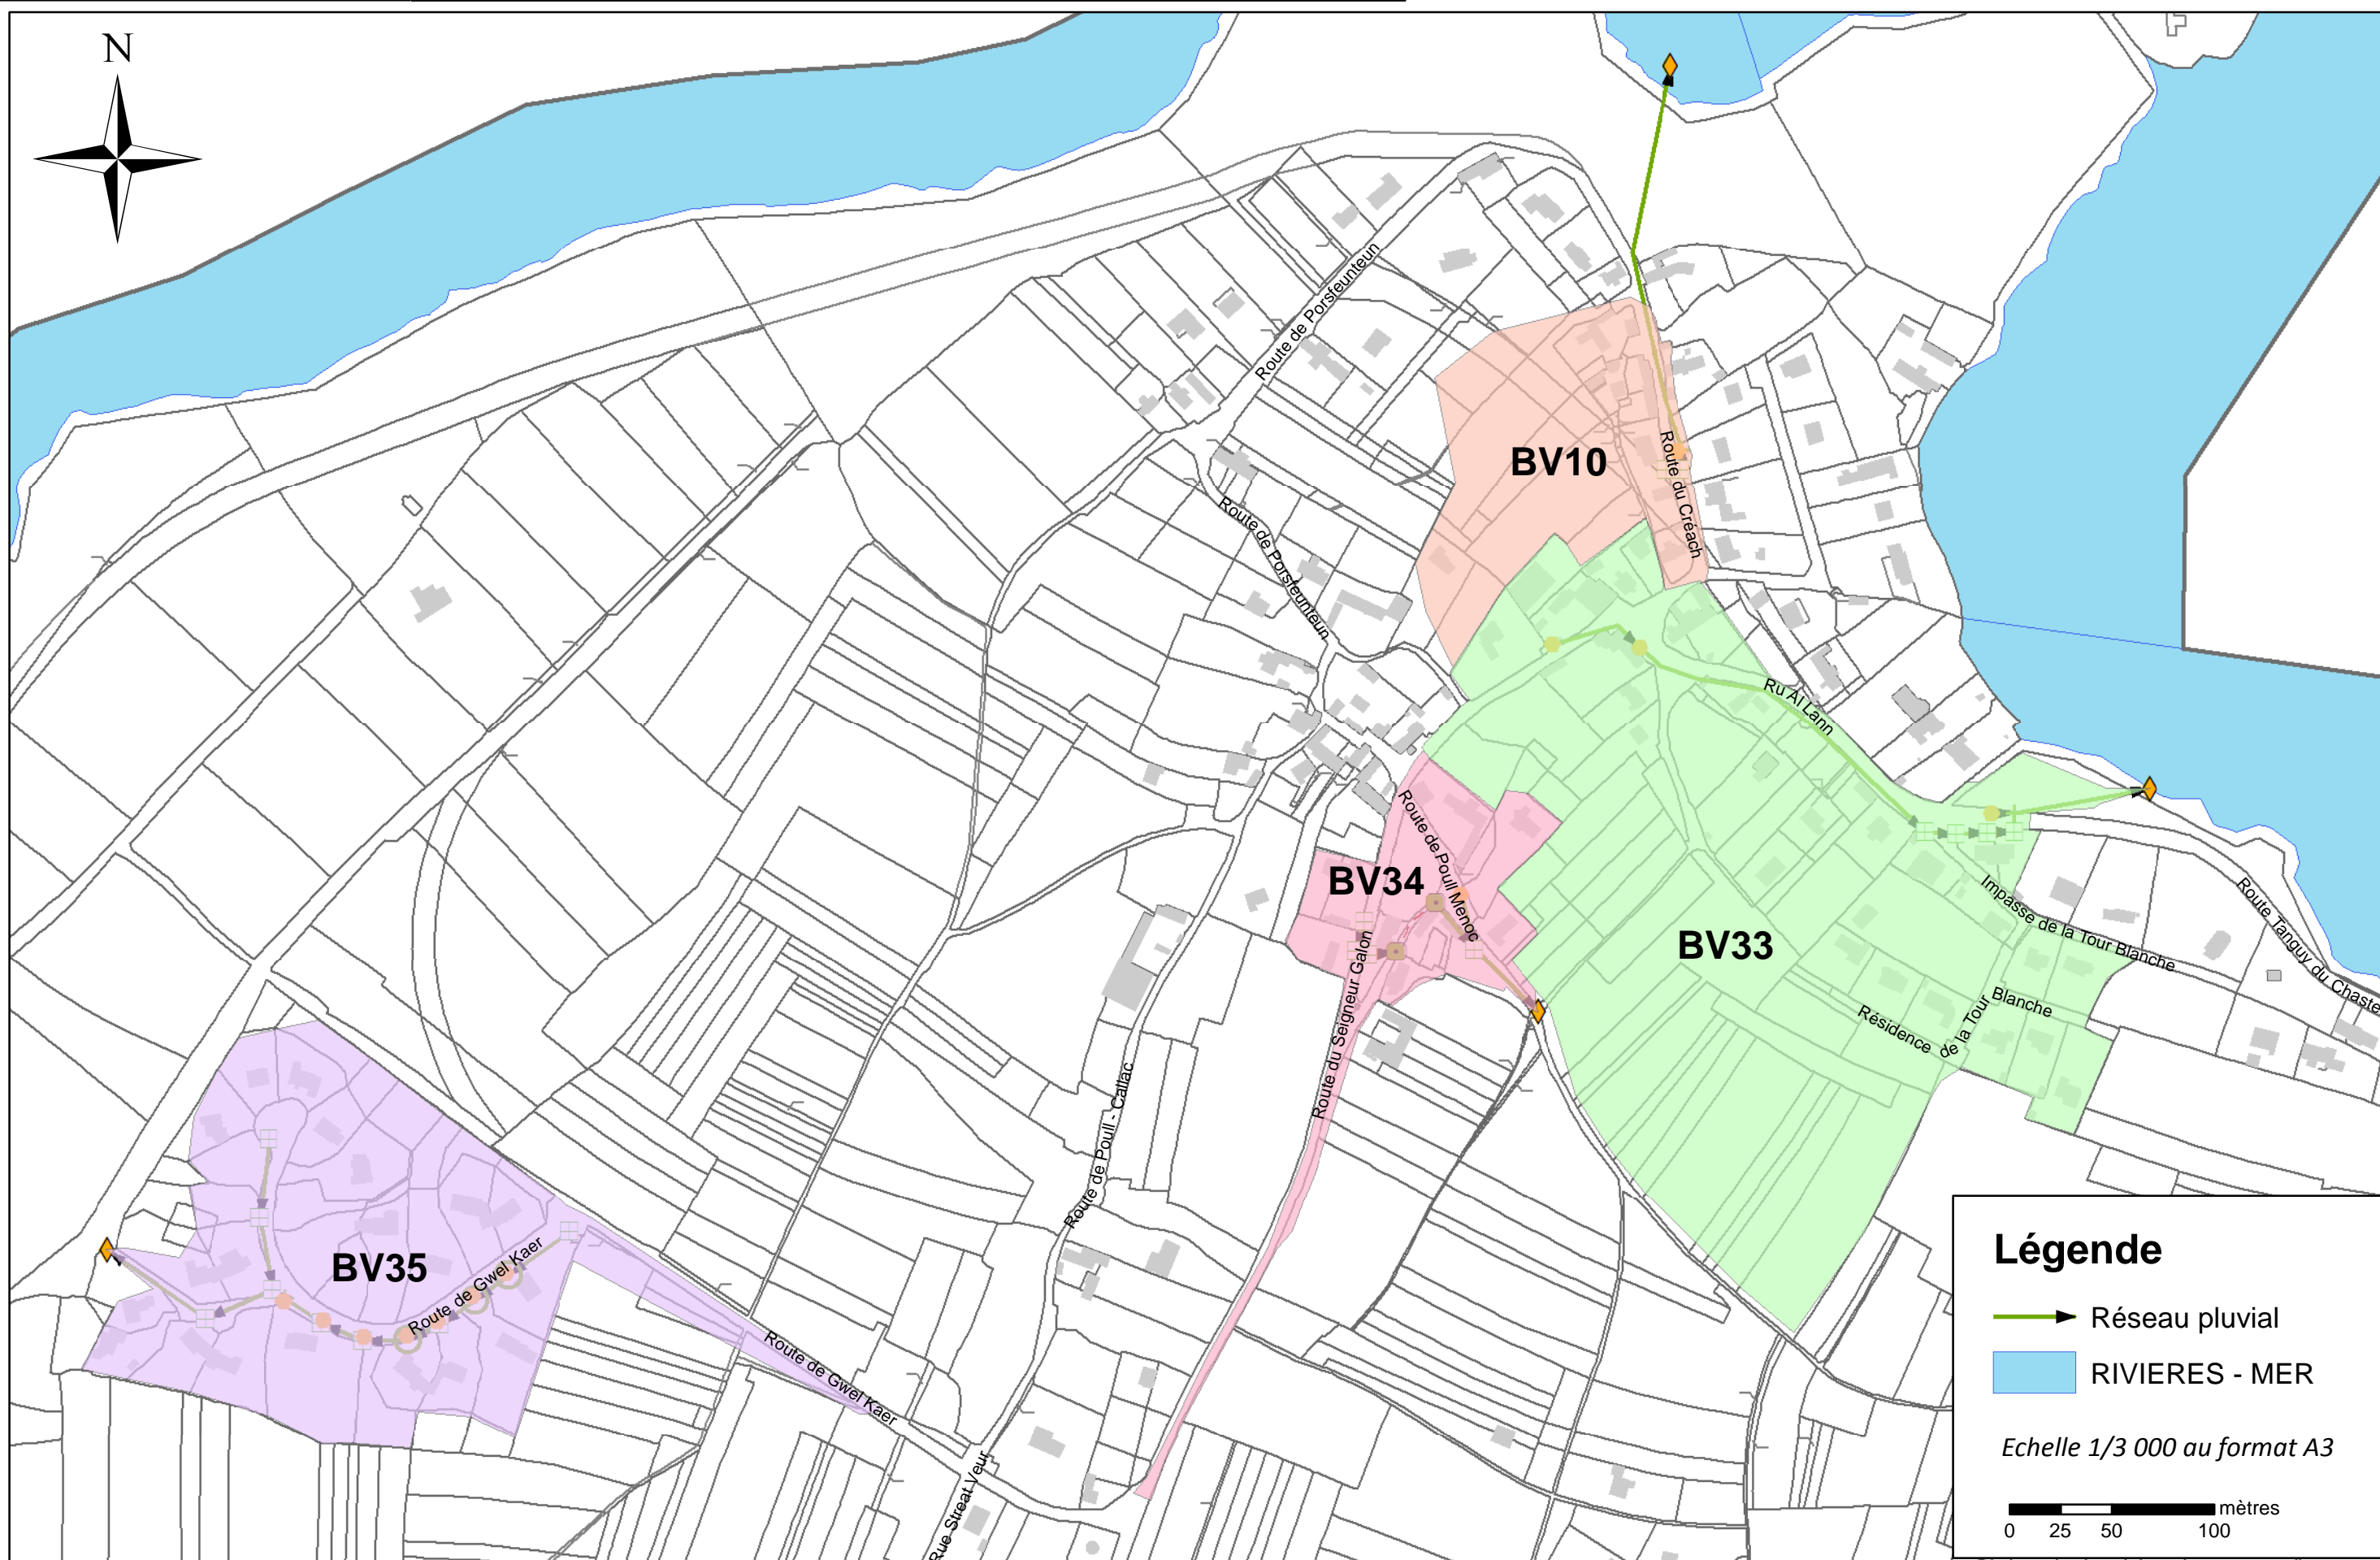 N
Route de Porsfeunteun
BV10
Route du Créach
Route de Porsfeunteun
Ru Al Lann
Route de Poull Menoc
BV34
BV33
Impasse de la Tour Blanche
Route Tanguy du Chaste
Route du Seigneur Galon
Résidence de la Tour Blanche
Route de Poull - Callac
BV35
Route de Gwel Kaer
Route de Gwel Kaer
Rue Streat Veur
Légende
Réseau pluvial
RIVIERES - MER
Echelle 1/3 000 au format A3
mètres
0 25 50 100